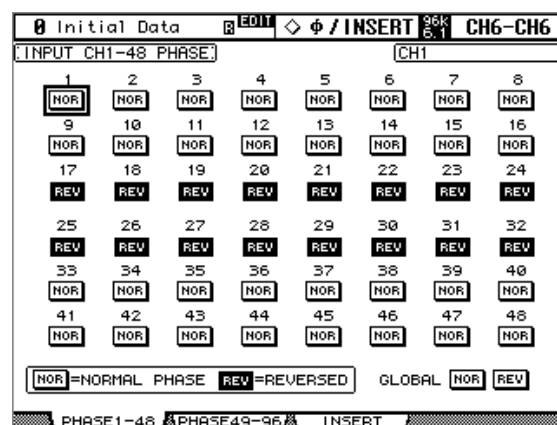 0 Initial Data R EDIT ◇ Φ/INSERT 96K 6.1 CH6-CH6
INPUT CH1-48 PHASE CH1
1 2 3 4 5 6 7 8
NOR NOR NOR NOR NOR NOR NOR NOR
9 10 11 12 13 14 15 16
NOR NOR NOR NOR NOR NOR NOR NOR
17 18 19 20 21 22 23 24
REV REV REV REV REV REV REV REV
25 26 27 28 29 30 31 32
REV REV REV REV REV REV REV REV
33 34 35 36 37 38 39 40
NOR NOR NOR NOR NOR NOR NOR NOR
41 42 43 44 45 46 47 48
NOR NOR NOR NOR NOR NOR NOR NOR
NOR=NORMAL PHASE REV=REVERSED GLOBAL NOR REV
PHASE1-48 PHASE49-96 INSERT